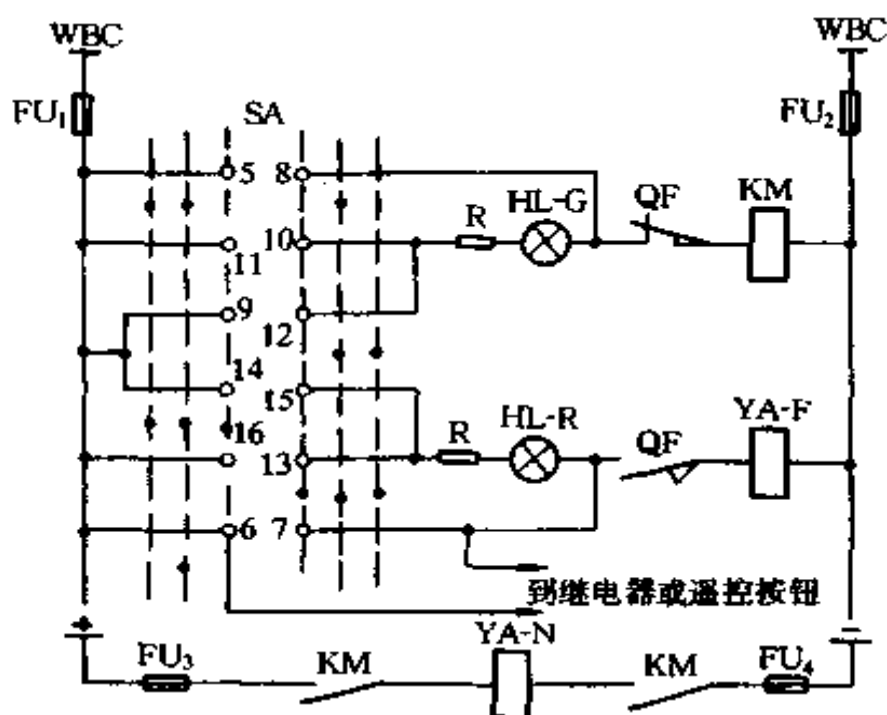 WBC WBC
FU₁ SA FU₂
5 8 HL-G QF KM
R
11 10
9 12
14 15 HL-R YA-F
R QF
16 13
6 7
到继电器或遥控按钮
+ YA-N −
FU₃ KM KM FU₄